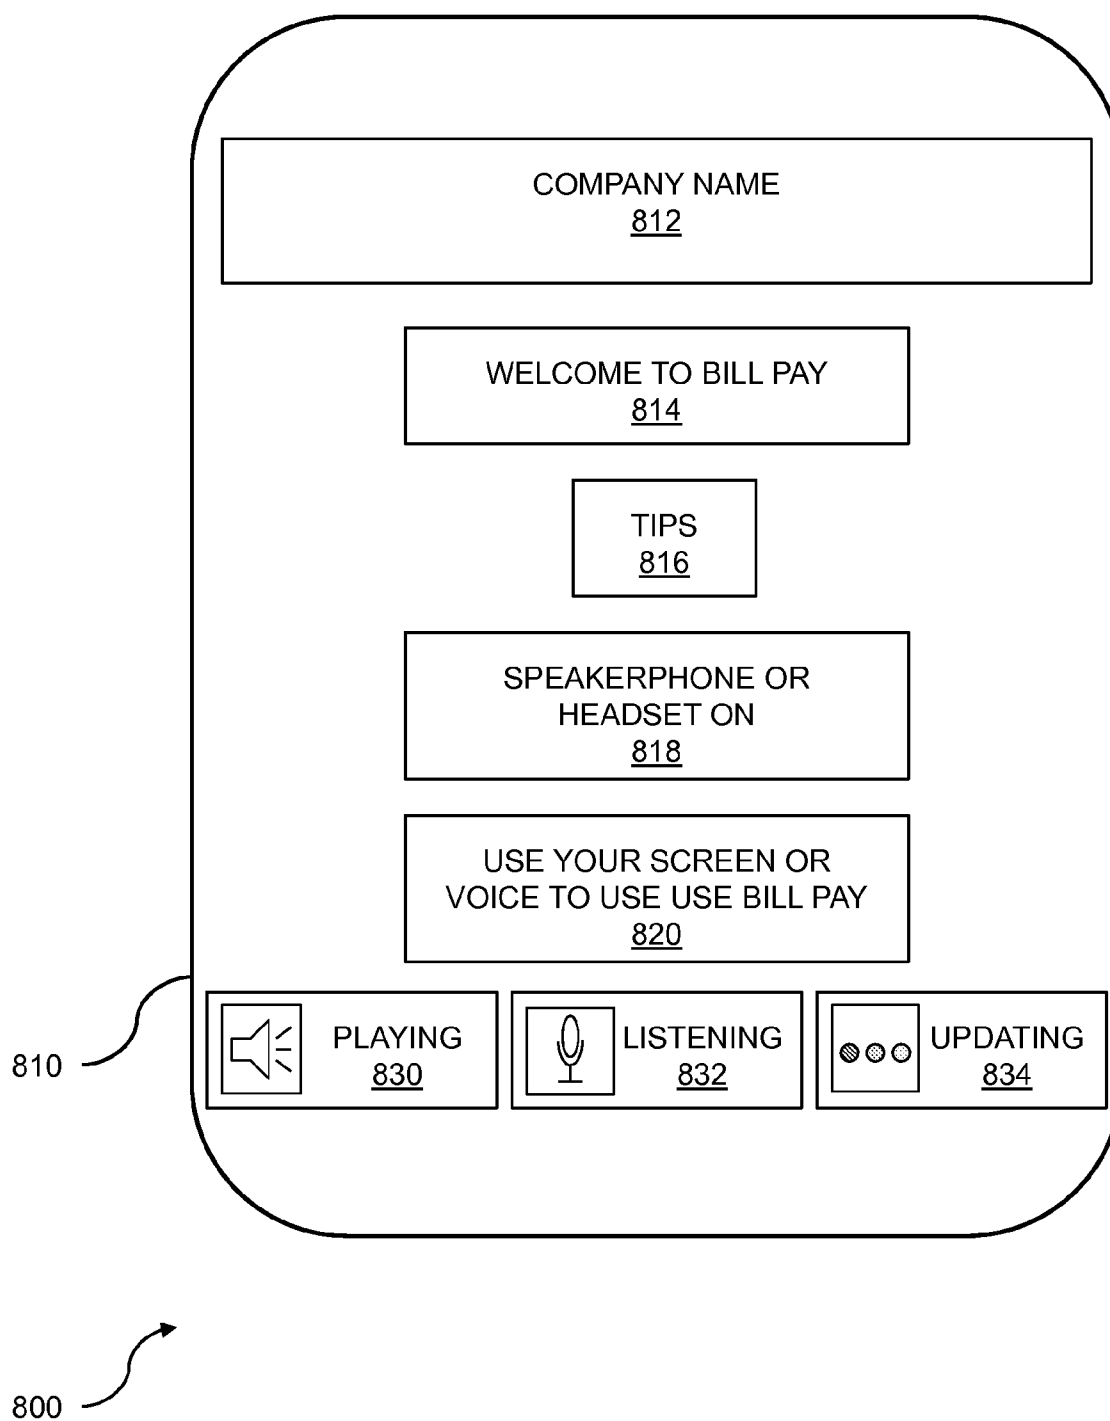 COMPANY NAME
812
WELCOME TO BILL PAY
814
TIPS
816
SPEAKERPHONE OR
HEADSET ON
818
USE YOUR SCREEN OR
VOICE TO USE USE BILL PAY
820
PLAYING
830
LISTENING
832
UPDATING
834
810
800